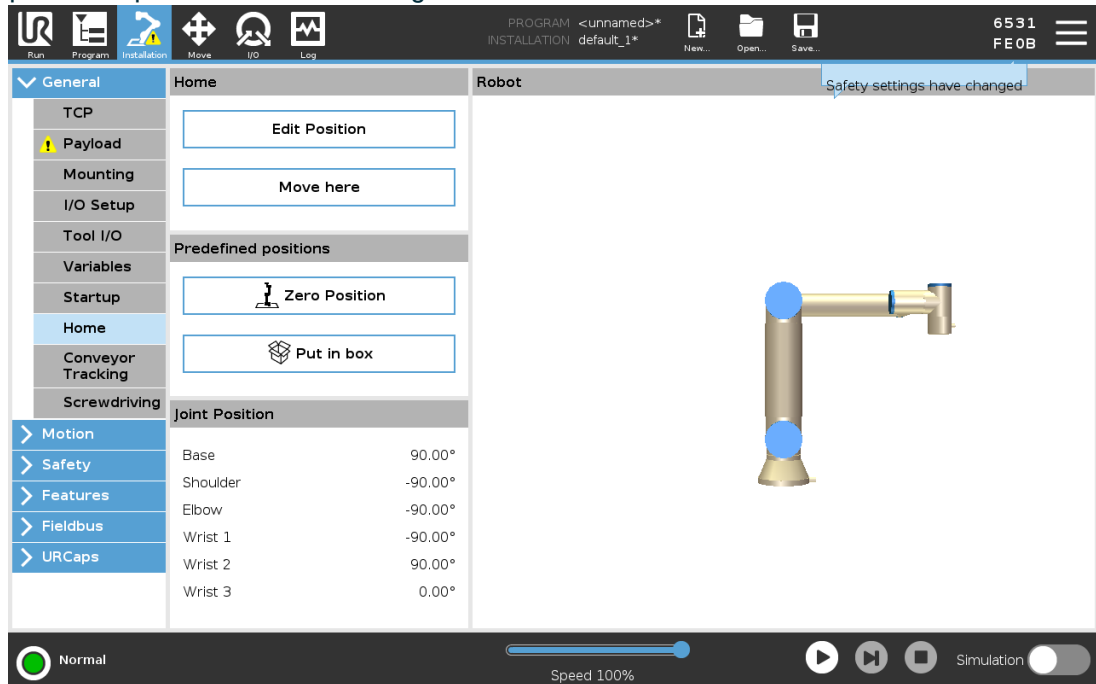 PROGRAM <unnamed>*
INSTALLATION default_1*
6531
FE0B
Run Program Installation Move I/O Log New... Open... Save...
General
Home
Robot
Safety settings have changed
TCP
Payload
Mounting
I/O Setup
Tool I/O
Variables
Startup
Home
Conveyor
Tracking
Screwdriving
Motion
Safety
Features
Fieldbus
URCaps
Edit Position
Move here
Predefined positions
Zero Position
Put in box
Joint Position
Base 90.00°
Shoulder -90.00°
Elbow -90.00°
Wrist 1 -90.00°
Wrist 2 90.00°
Wrist 3 0.00°
Normal
Speed 100%
Simulation